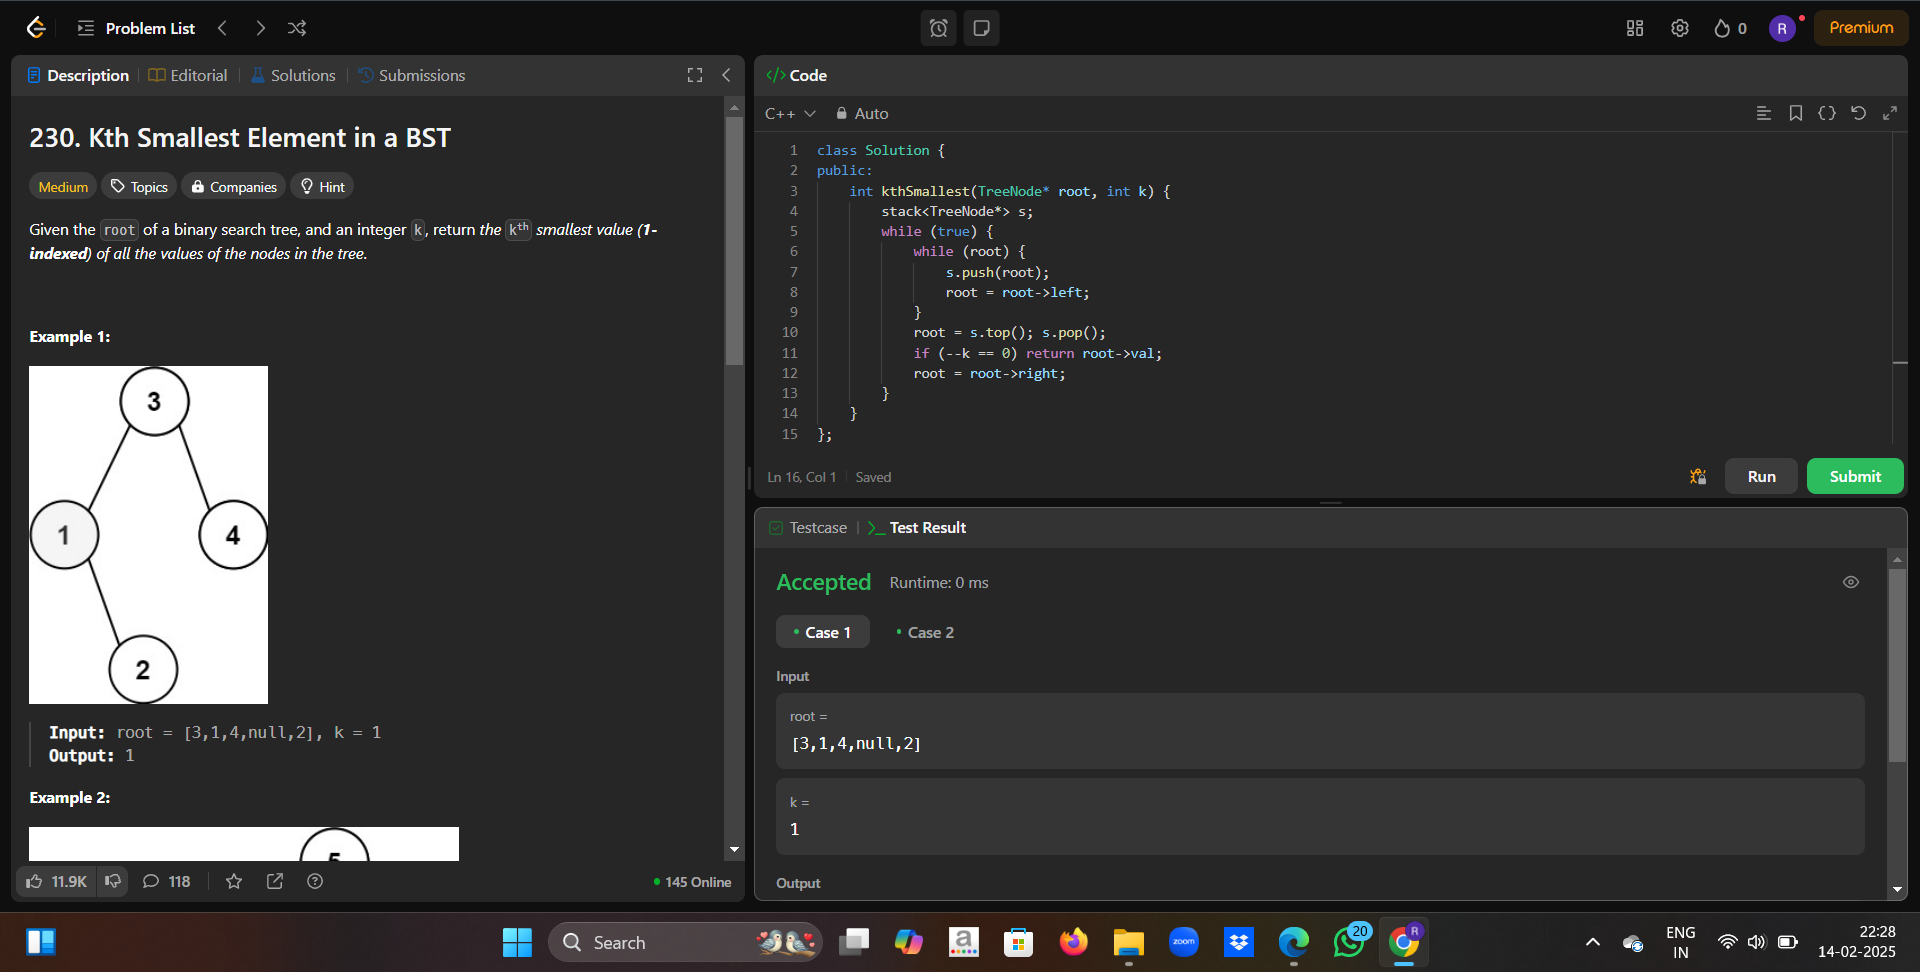 Problem List
0
R
Premium
Description
Editorial
Solutions
Submissions
230. Kth Smallest Element in a BST
Medium
Topics
Companies
Hint
Given the root of a binary search tree, and an integer k, return the kth smallest value (1-
indexed) of all the values of the nodes in the tree.
Example 1:
3
1
4
2
Input: root = [3,1,4,null,2], k = 1
Output: 1
Example 2:
5
11.9K
118
145 Online
</> Code
C++
Auto
1 class Solution {
2 public:
3 int kthSmallest(TreeNode* root, int k) {
4 stack<TreeNode*> s;
5 while (true) {
6 while (root) {
7 s.push(root);
8 root = root->left;
9 }
10 root = s.top(); s.pop();
11 if (--k == 0) return root->val;
12 root = root->right;
13 }
14 }
15 };
Ln 16, Col 1
Saved
Run
Submit
Testcase
>_ Test Result
Accepted
Runtime: 0 ms
Case 1
Case 2
Input
root =
[3,1,4,null,2]
k =
1
Output
Search
a
zoom
20
R
ENG
IN
22:28
14-02-2025